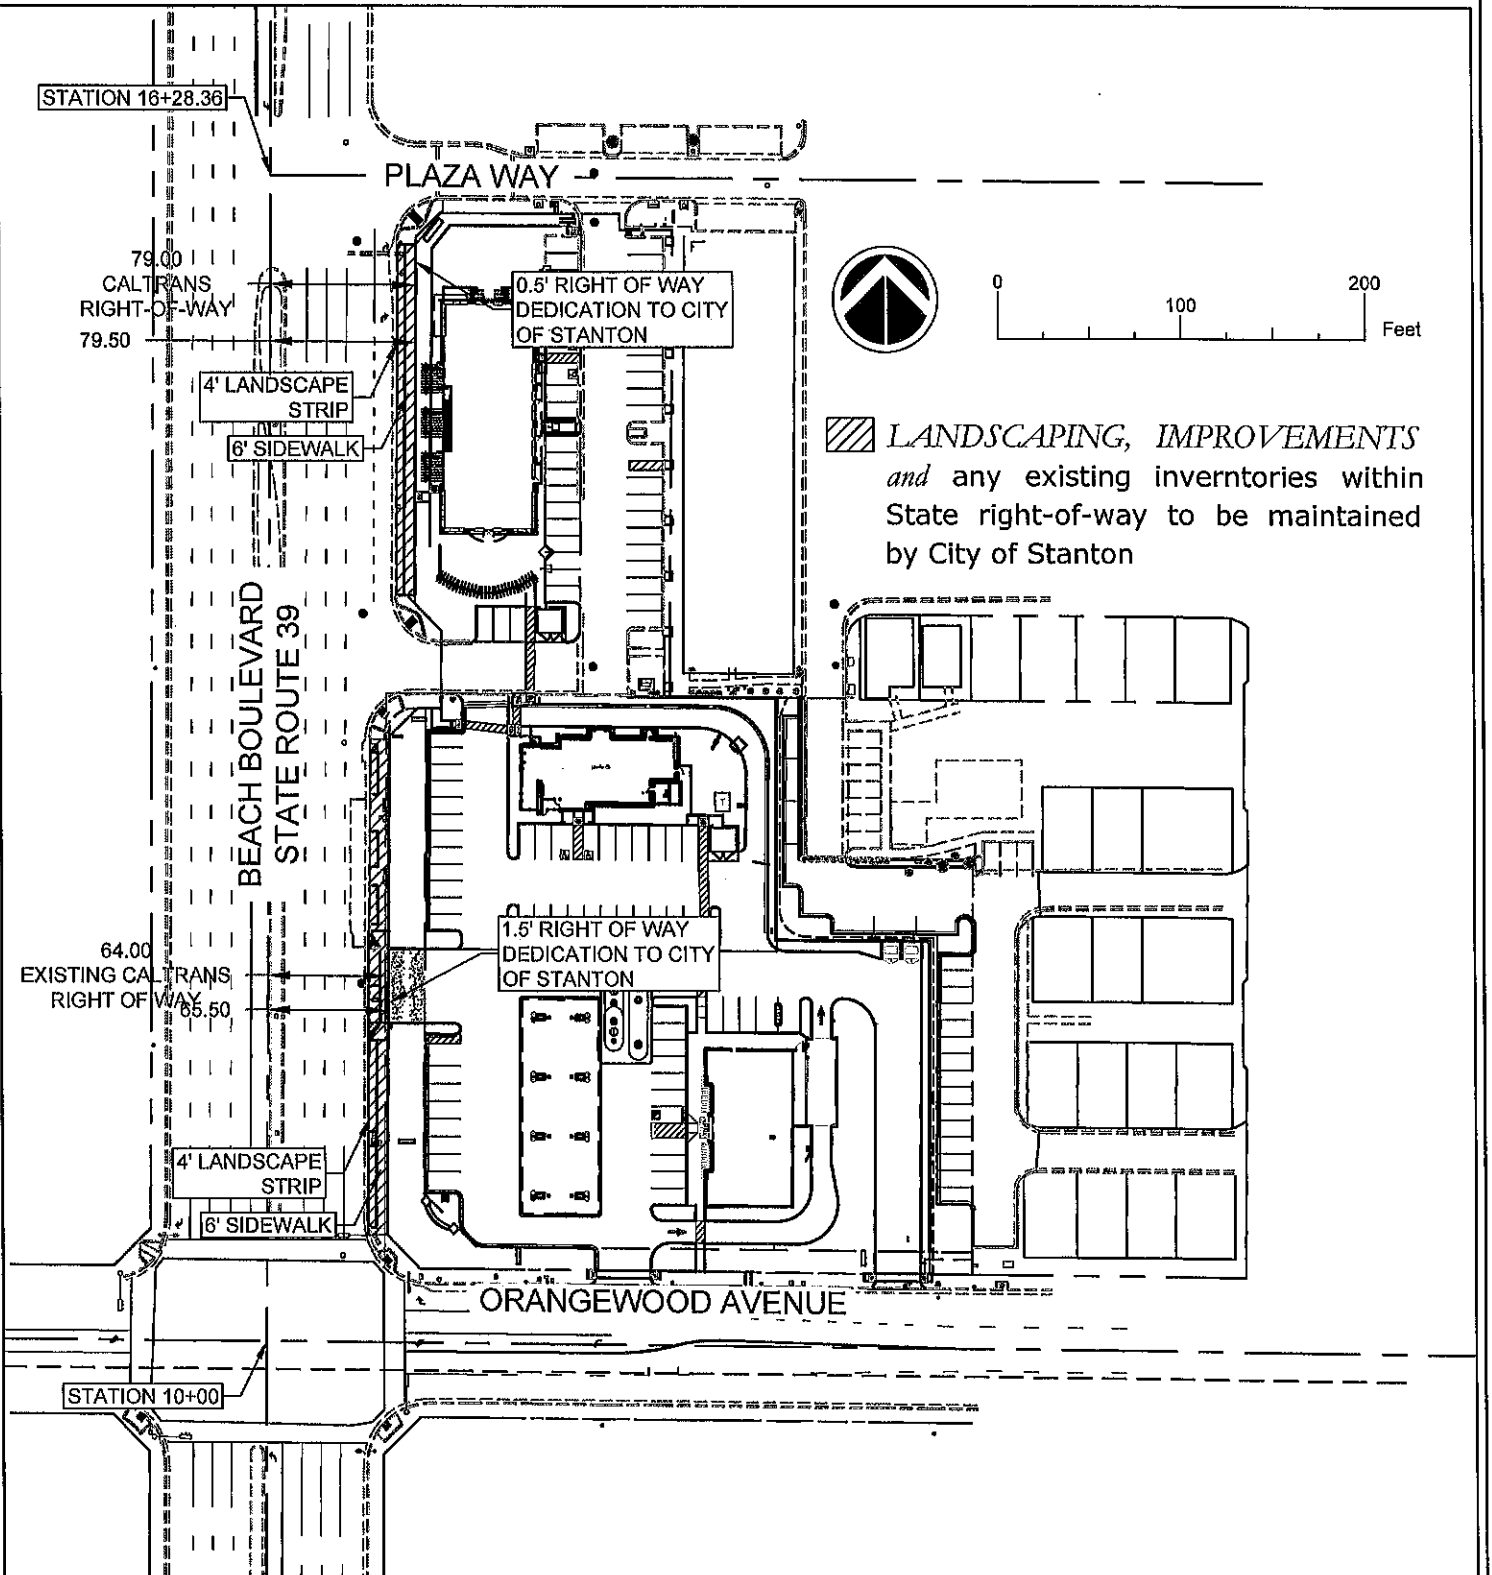 STATION 16+28.36
PLAZA WAY
79.00
CALTRANS
RIGHT-OF-WAY
79.50
0.5' RIGHT OF WAY
DEDICATION TO CITY
OF STANTON
0
100
200
Feet
4' LANDSCAPE
STRIP
6' SIDEWALK
LANDSCAPING, IMPROVEMENTS
and any existing inverntories within
State right-of-way to be maintained
by City of Stanton
BEACH BOULEVARD
STATE ROUTE 39
1.5' RIGHT OF WAY
DEDICATION TO CITY
OF STANTON
64.00
EXISTING CALTRANS
RIGHT OF WAY
65.50
4' LANDSCAPE
STRIP
6' SIDEWALK
ORANGEWOOD AVENUE
STATION 10+00